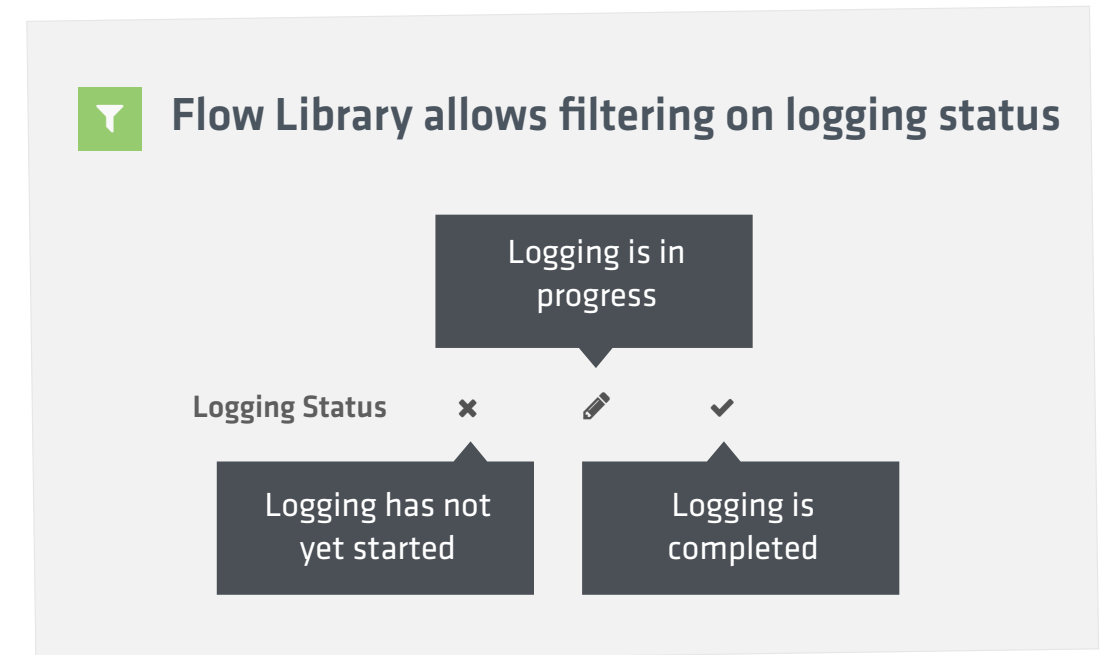 Flow Library allows filtering on logging status
Logging is in
progress
Logging Status
Logging has not
yet started
Logging is
completed